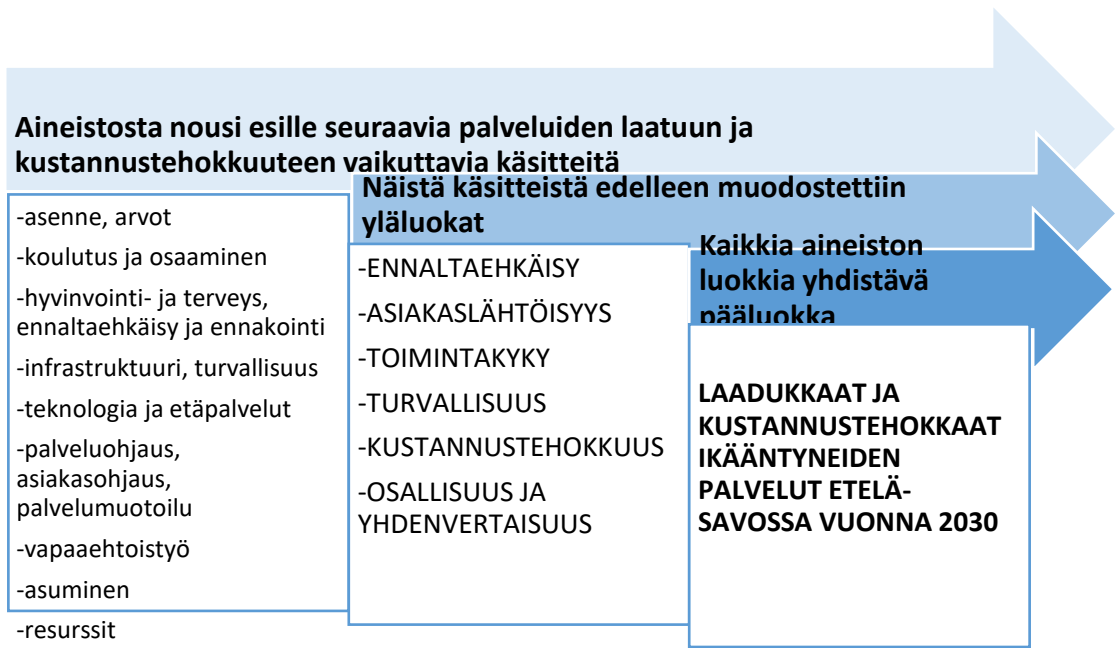 Aineistosta nousi esille seuraavia palveluiden laatuun ja
kustannustehokkuuteen vaikuttavia käsitteitä
-asenne, arvot
-koulutus ja osaaminen
-hyvinvointi- ja terveys,
ennaltaehkäisy ja ennakointi
-infrastruktuuri, turvallisuus
-teknologia ja etäpalvelut
-palveluohjaus,
asiakasohjaus,
palvelumuotoilu
-vapaaehtoistyö
-asuminen
-resurssit
Näistä käsitteistä edelleen muodostettiin
yläluokat
-ENNALTAEHKÄISY
-ASIAKASLÄHTÖISYYS
-TOIMINTAKYKY
-TURVALLISUUS
-KUSTANNUSTEHOKKUUS
-OSALLISUUS JA
YHDENVERTAISUUS
Kaikkia aineiston
luokkia yhdistävä
pääluokka
LAADUKKAAT JA
KUSTANNUSTEHOKKAAT
IKÄÄNTYNEIDEN
PALVELUT ETELÄ-
SAVOSSA VUONNA 2030